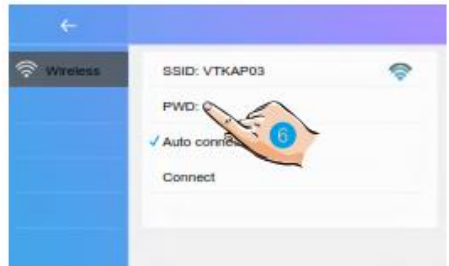 Wireless
SSID: VTKAP03
PWD:
6
Auto conne
Connect